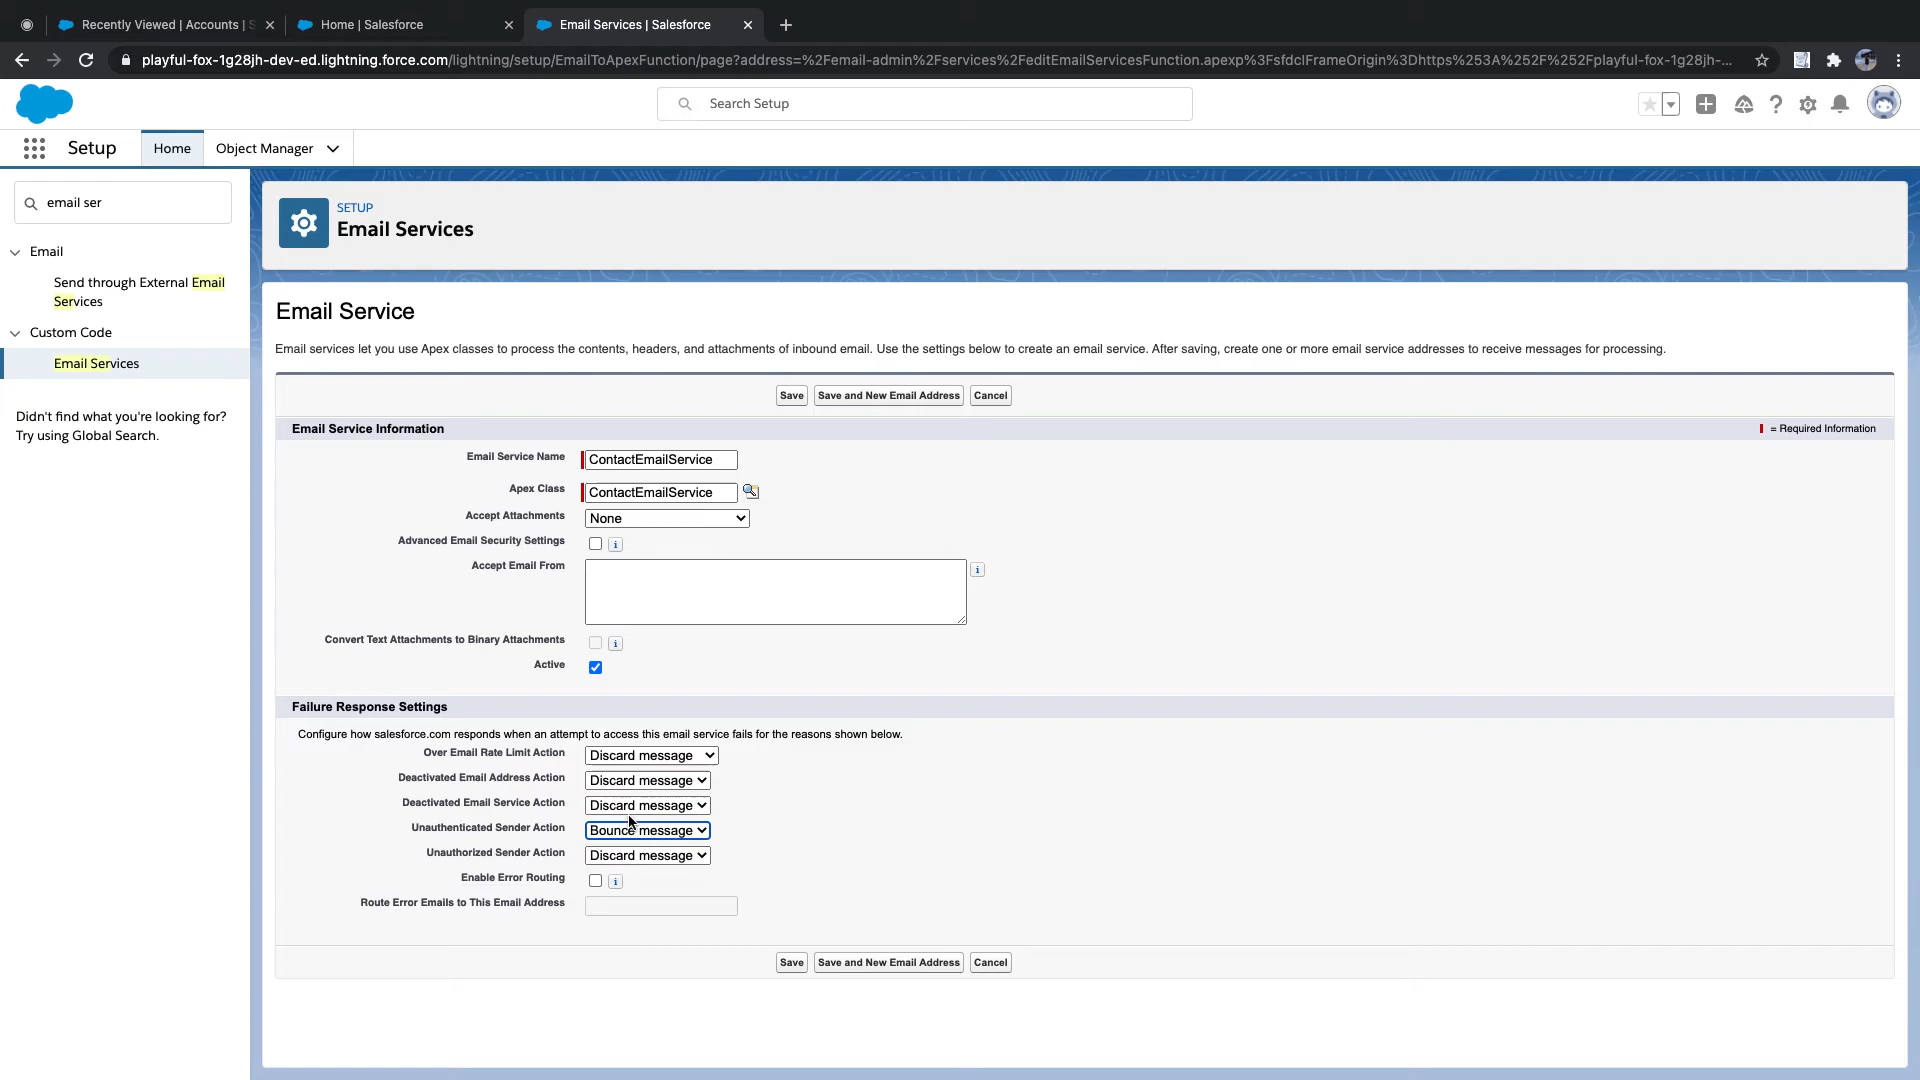 Recently Viewed | Accounts | S
Home | Salesforce
Email Services | Salesforce
playful-fox-1g28jh-dev-ed.lightning.force.com/lightning/setup/EmailToApexFunction/page?address=%2Femail-admin%2Fservices%2FeditEmailServicesFunction.apexp%3FsfdcIFrameOrigin%3Dhttps%253A%252F%252Fplayful-fox-1g28jh-...
Search Setup
Setup
Home
Object Manager
email ser
Email
Send through External Email
Services
Custom Code
Email Services
Didn't find what you're looking for?
Try using Global Search.
SETUP
Email Services
Email Service
Email services let you use Apex classes to process the contents, headers, and attachments of inbound email. Use the settings below to create an email service. After saving, create one or more email service addresses to receive messages for processing.
Save
Save and New Email Address
Cancel
Email Service Information
= Required Information
Email Service Name
ContactEmailService
Apex Class
ContactEmailService
Accept Attachments
None
Advanced Email Security Settings
i
Accept Email From
i
Convert Text Attachments to Binary Attachments
i
Active
Failure Response Settings
Configure how salesforce.com responds when an attempt to access this email service fails for the reasons shown below.
Over Email Rate Limit Action
Discard message
Deactivated Email Address Action
Discard message
Deactivated Email Service Action
Discard message
Unauthenticated Sender Action
Bounce message
Unauthorized Sender Action
Discard message
Enable Error Routing
i
Route Error Emails to This Email Address
Save
Save and New Email Address
Cancel